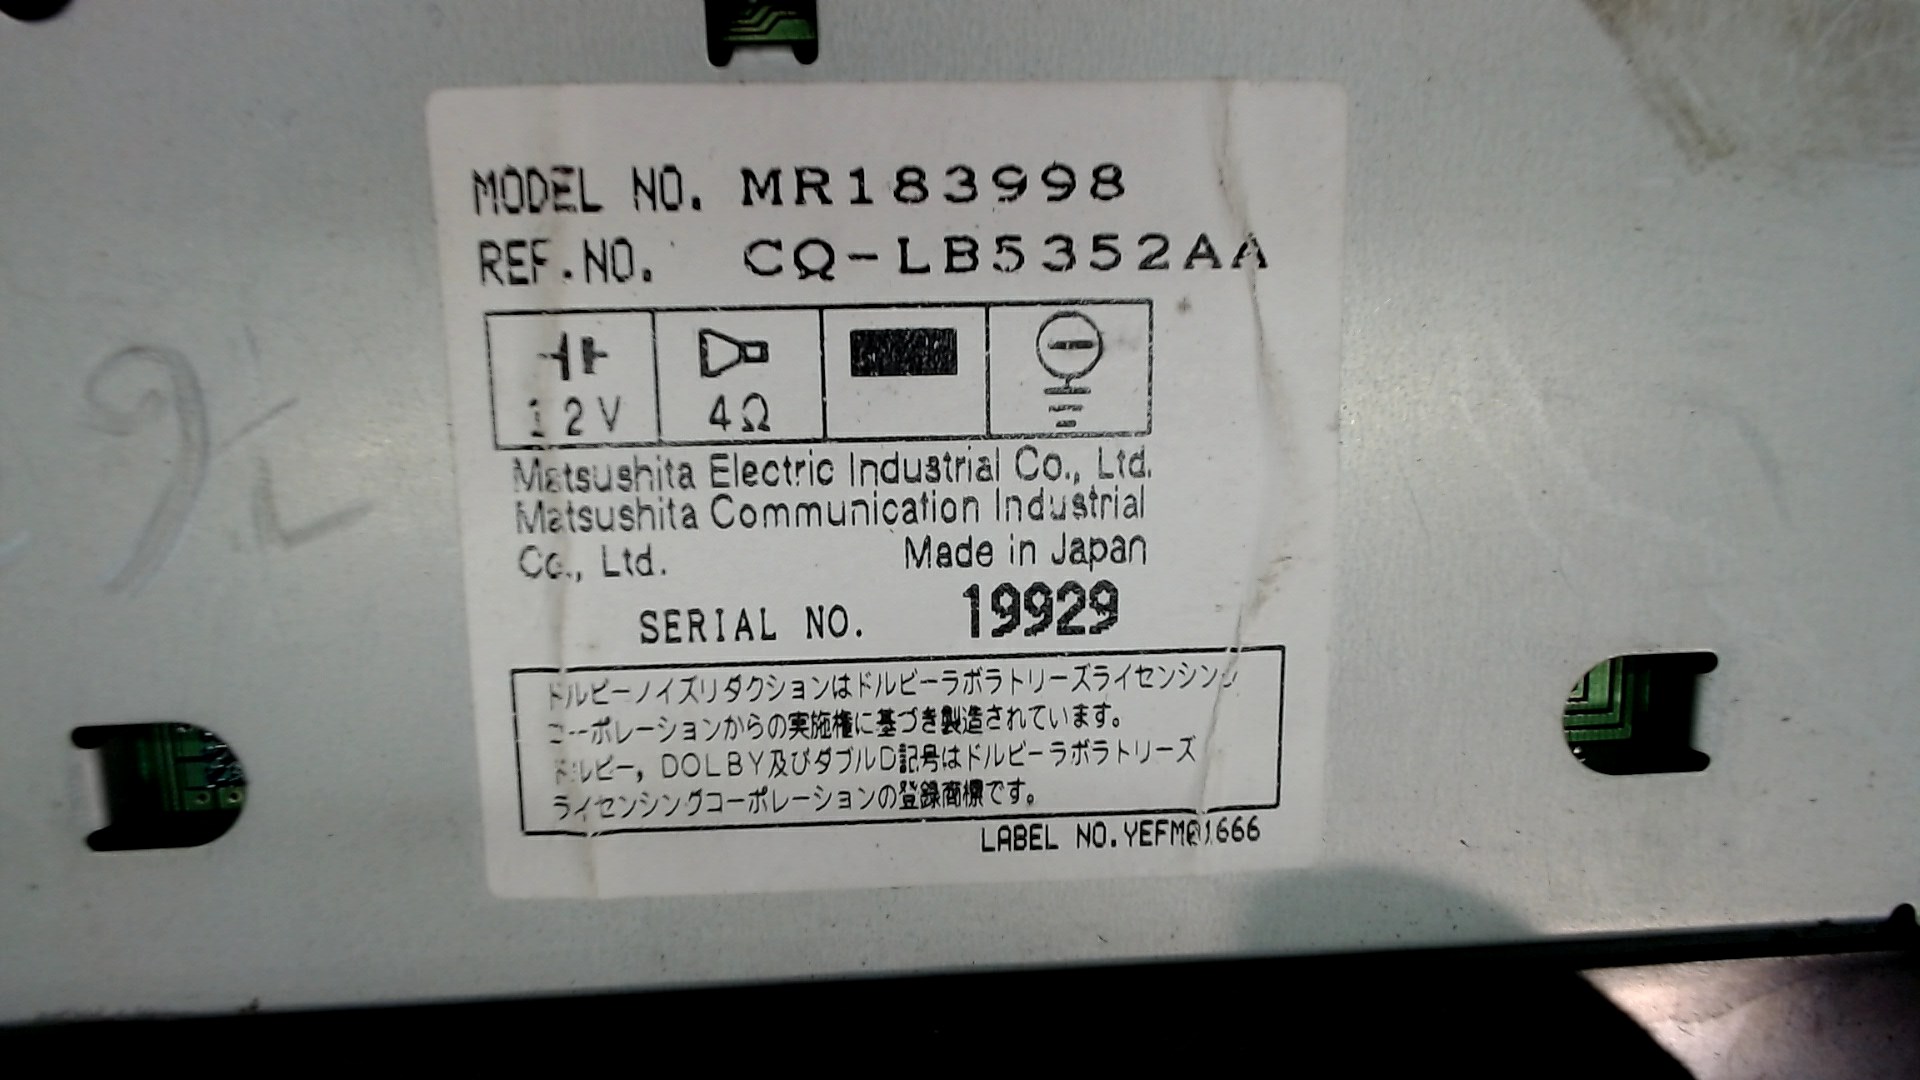 MODEL NO. MR183998
REF.NO. CQ-LB5352AA
12V 4Ω
Matsushita Electric Industrial Co., Ltd.
Matsushita Communication Industrial
Co., Ltd. Made in Japan
SERIAL NO. 19929
ドルビーノイズリダクションはドルビーラボラトリーズライセンシング
コーポレーションからの実施権に基づき製造されています。
ドルビー, DOLBY及びダブルD記号はドルビーラボラトリーズ
ライセンシングコーポレーションの登録商標です。
LABEL NO.YEFM01666